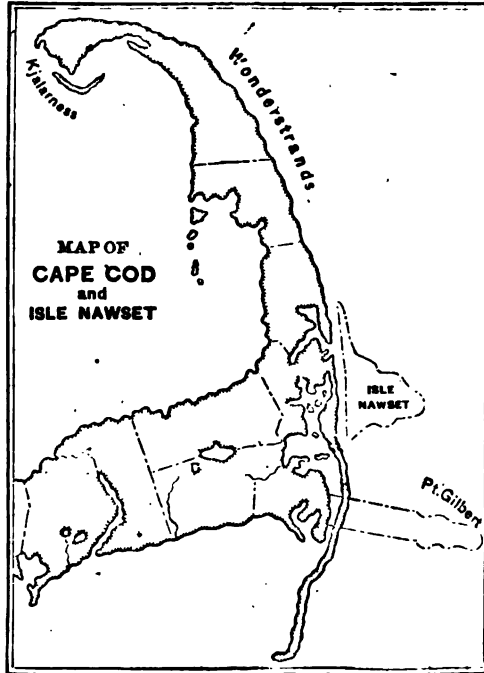 Kjalarness
Wonderstrands
MAP OF
CAPE COD
and
ISLE NAWSET
ISLE
NAWSET
Pt. Gilbert